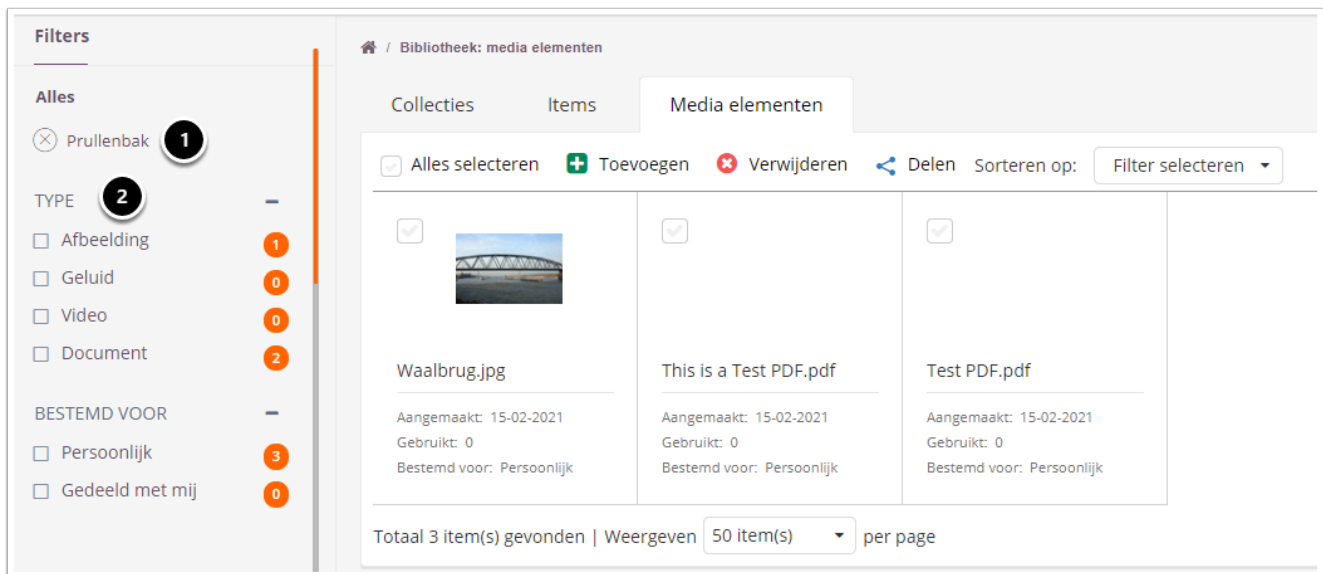 Filters
Alles
Prullenbak 1
TYPE 2
Afbeelding 1
Geluid 0
Video 0
Document 2
BESTEMD VOOR
Persoonlijk 3
Gedeeld met mij 0
/ Bibliotheek: media elementen
Collecties Items Media elementen
Alles selecteren Toevoegen Verwijderen Delen Sorteren op: Filter selecteren
Waalbrug.jpg
Aangemaakt: 15-02-2021
Gebruikt: 0
Bestemd voor: Persoonlijk
This is a Test PDF.pdf
Aangemaakt: 15-02-2021
Gebruikt: 0
Bestemd voor: Persoonlijk
Test PDF.pdf
Aangemaakt: 15-02-2021
Gebruikt: 0
Bestemd voor: Persoonlijk
Totaal 3 item(s) gevonden | Weergeven 50 item(s) per page